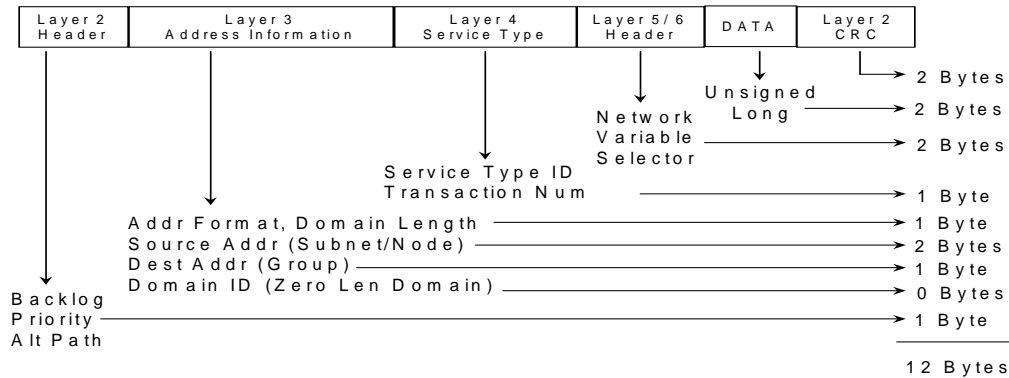 Layer 2 Header
Layer 3 Address Information
Layer 4 Service Type
Layer 5/6 Header
DATA
Layer 2 CRC
2 Bytes
Unsigned
Long
2 Bytes
Network
Variable
Selector
2 Bytes
Service Type ID
Transaction Num
1 Byte
Addr Format, Domain Length
1 Byte
Source Addr (Subnet/Node)
2 Bytes
Dest Addr (Group)
1 Byte
Domain ID (Zero Len Domain)
0 Bytes
Backlog
Priority
Alt Path
1 Byte
12 Bytes